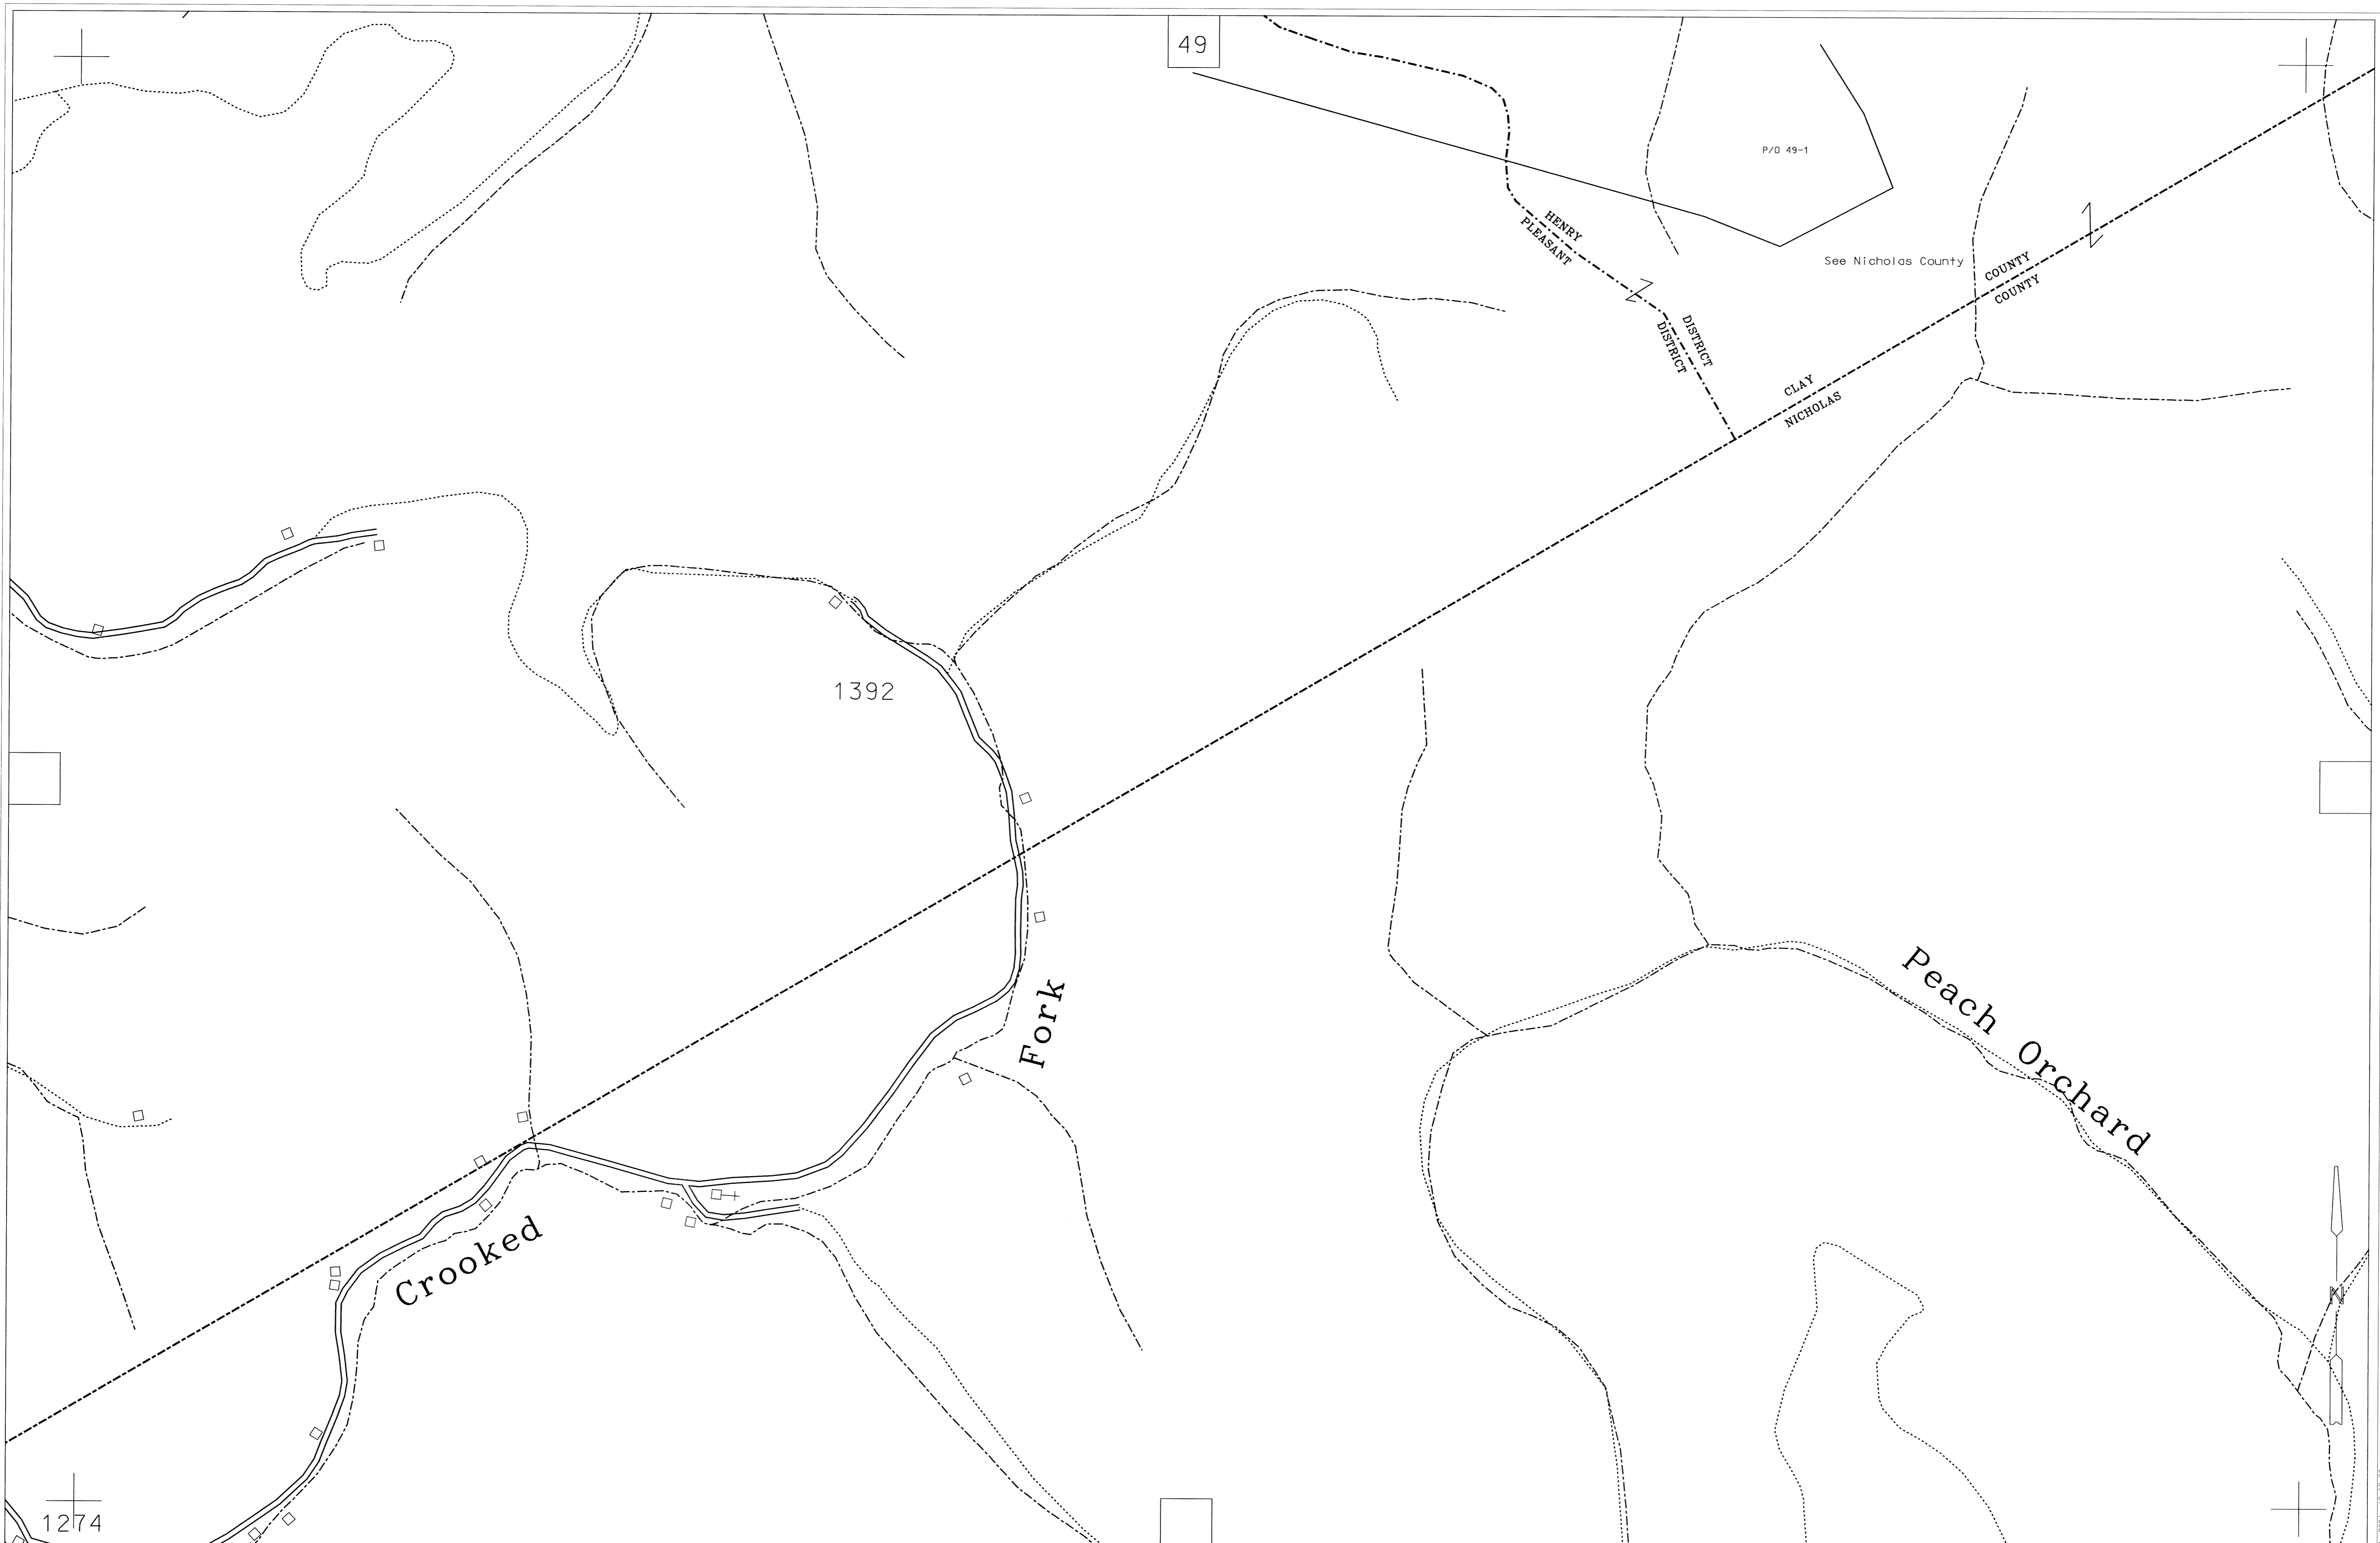 49
P/O 49-1
HENRY
PLEASANT
See Nicholas County
COUNTY
COUNTY
DISTRICT
DISTRICT
CLAY
NICHOLAS
1392
Fork
Peach Orchard
Crooked
N
1274